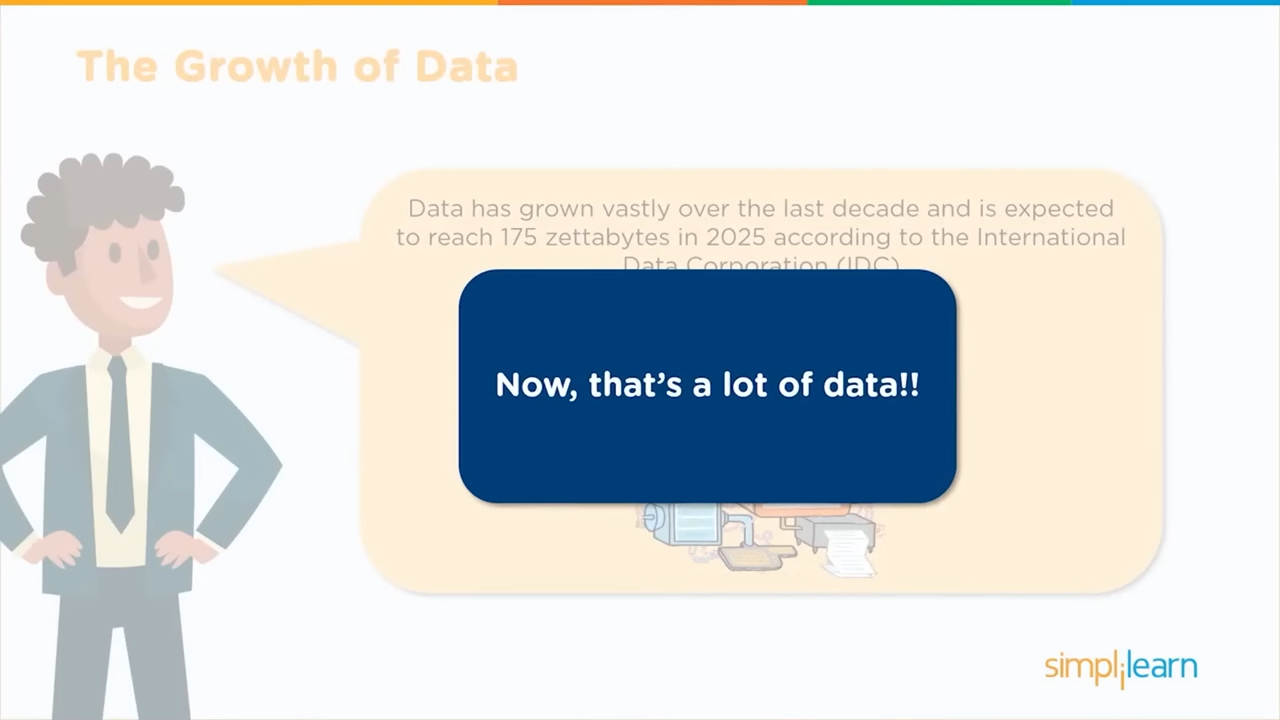 The Growth of Data
Data has grown vastly over the last decade and is expected
to reach 175 zettabytes in 2025 according to the International
Data Corporation (IDC)
Now, that's a lot of data!!
simplilearn